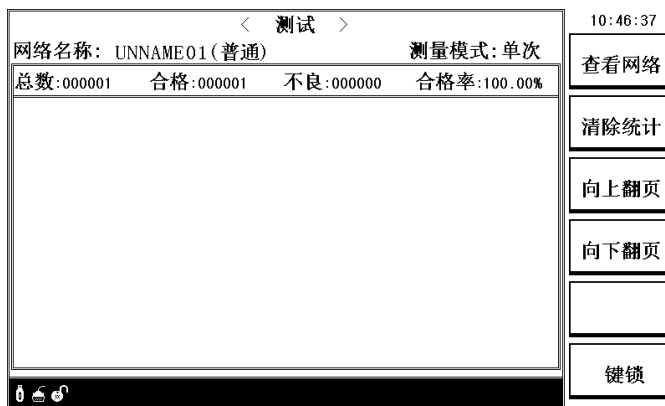 〈 测试 〉
10:46:37
网络名称: UNNAME01(普通) 测量模式:单次
总数:000001 合格:000001 不良:000000 合格率:100.00%
查看网络
清除统计
向上翻页
向下翻页
键锁